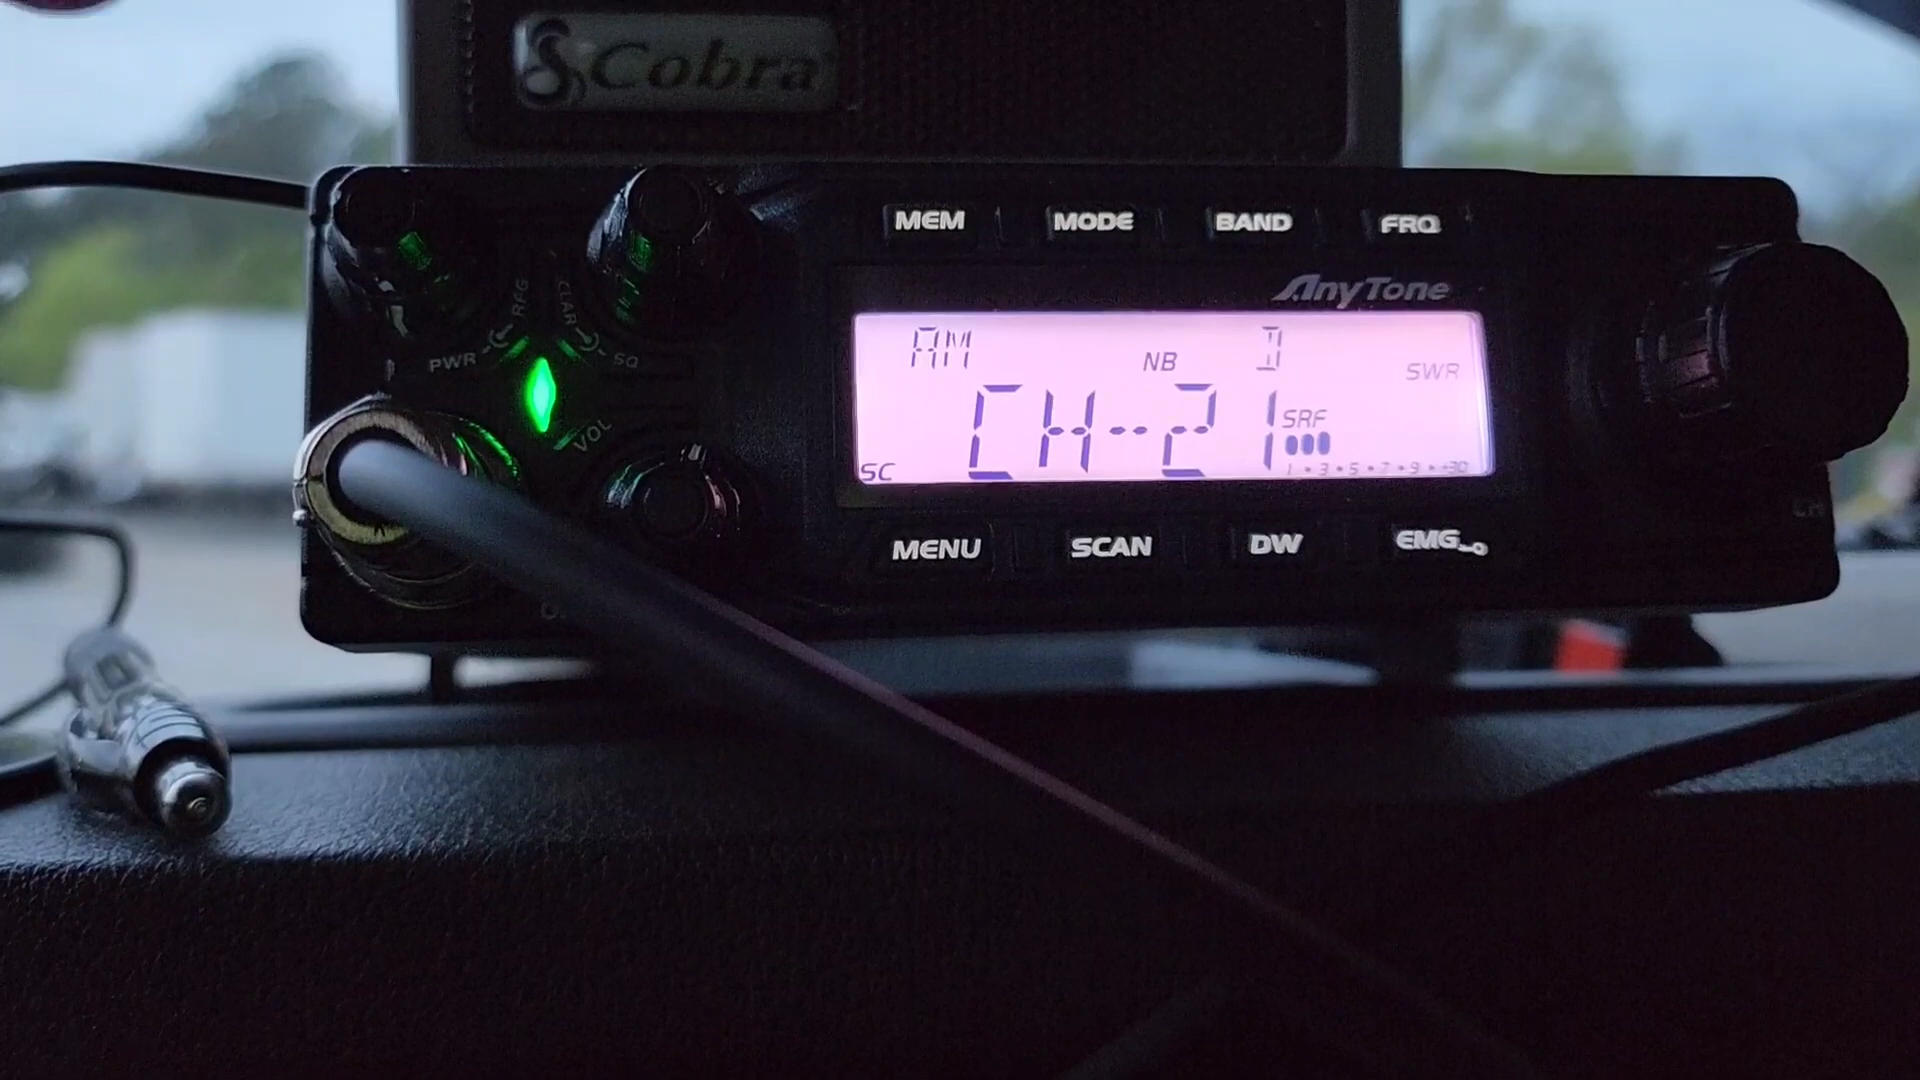 Cobra
MEM MODE BAND FRQ
AnyTone
RFG CLAR
PWR SQ
VOL
AM NB D SWR
CH--21 SRF
SC 1 • 3 • 5 • 7 • 9 • +30
MENU SCAN DW EMG
CH